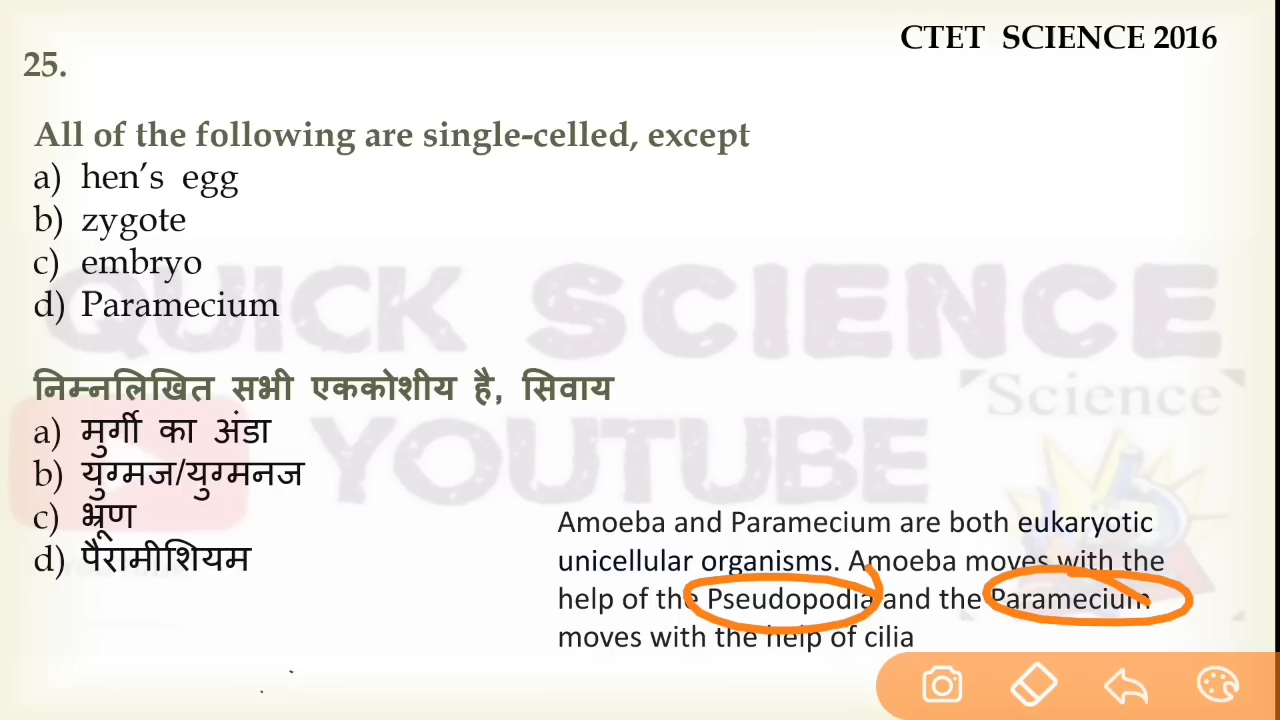 CTET SCIENCE 2016
25.
All of the following are single-celled, except
a) hen's egg
b) zygote
c) embryo
d) Paramecium
निम्नलिखित सभी एककोशीय है, सिवाय
a) मुर्गी का अंडा
b) युग्मज/युग्मनज
c) भ्रूण
d) पैरामीशियम
QUICK SCIENCE
Science
YOUTUBE
Amoeba and Paramecium are both eukaryotic
unicellular organisms. Amoeba moves with the
help of the Pseudopodia and the Paramecium
moves with the help of cilia